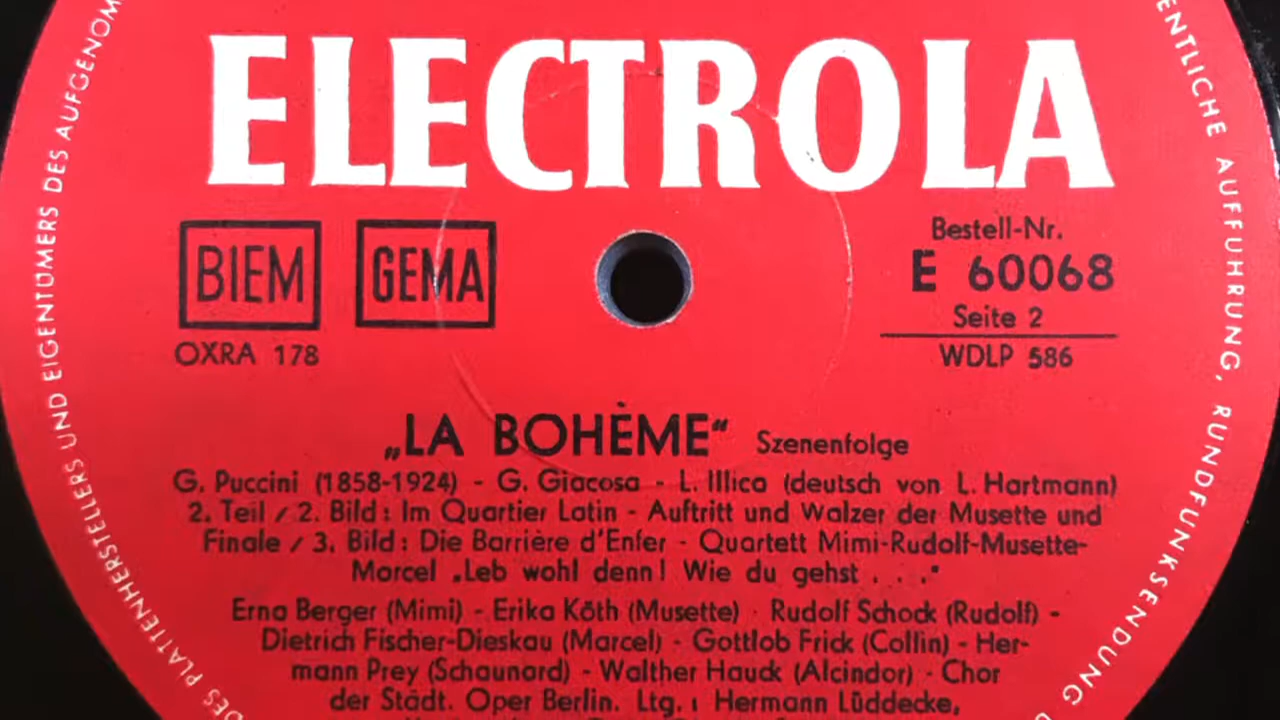 ELECTROLA
BIEM GEMA
OXRA 178
Bestell-Nr.
E 60068
Seite 2
WDLP 586
„LA BOHÈME“ Szenenfolge
G. Puccini (1858-1924) - G. Giacosa - L. Illica (deutsch von L. Hartmann)
2. Teil / 2. Bild: Im Quartier Latin - Auftritt und Walzer der Musette und
Finale / 3. Bild: Die Barrière d'Enfer - Quartett Mimi-Rudolf-Musette-
Marcel „Leb wohl denn! Wie du gehst . . ."
Erna Berger (Mimi) - Erika Köth (Musette) · Rudolf Schock (Rudolf) -
Dietrich Fischer-Dieskau (Marcel) - Gottlob Frick (Collin) - Her-
mann Prey (Schaunard) - Walther Hauck (Alcindor) - Chor
der Städt. Oper Berlin. Ltg.: Hermann Lüddecke,
DES PLATTENHERSTELLERS UND EIGENTÜMERS DES AUFGENOM
ENTLICHE AUFFÜHRUNG, RUNDFUNKSENDUNG